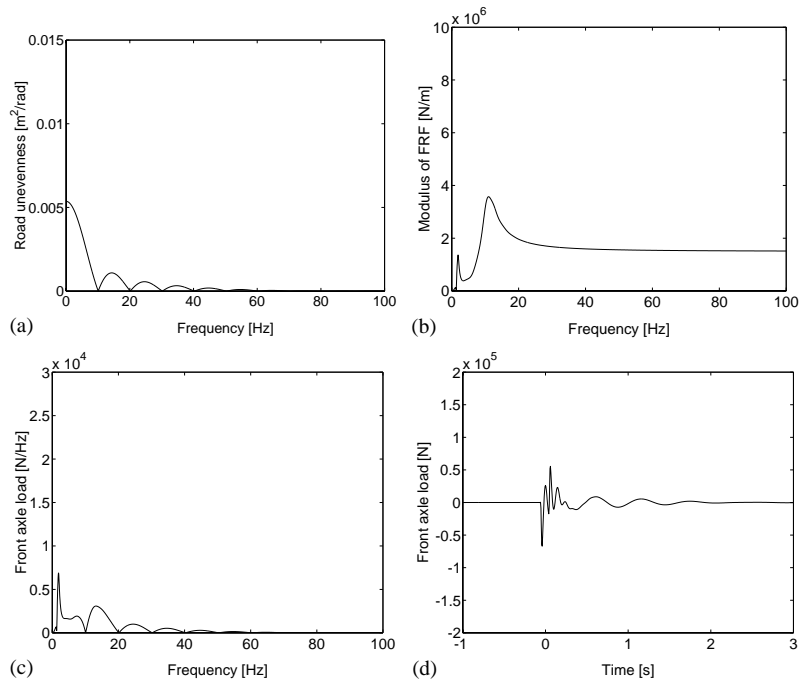 0.015
0.01
0.005
0
0 20 40 60 80 100
Road unevenness [m²/rad]
Frequency [Hz]
(a)
x 10⁶
10
8
6
4
2
0
0 20 40 60 80 100
Modulus of FRF [N/m]
Frequency [Hz]
(b)
x 10⁴
3
2.5
2
1.5
1
0.5
0
0 20 40 60 80 100
Front axle load [N/Hz]
Frequency [Hz]
(c)
x 10⁵
2
1.5
1
0.5
0
-0.5
-1
-1.5
-2
-1 0 1 2 3
Front axle load [N]
Time [s]
(d)